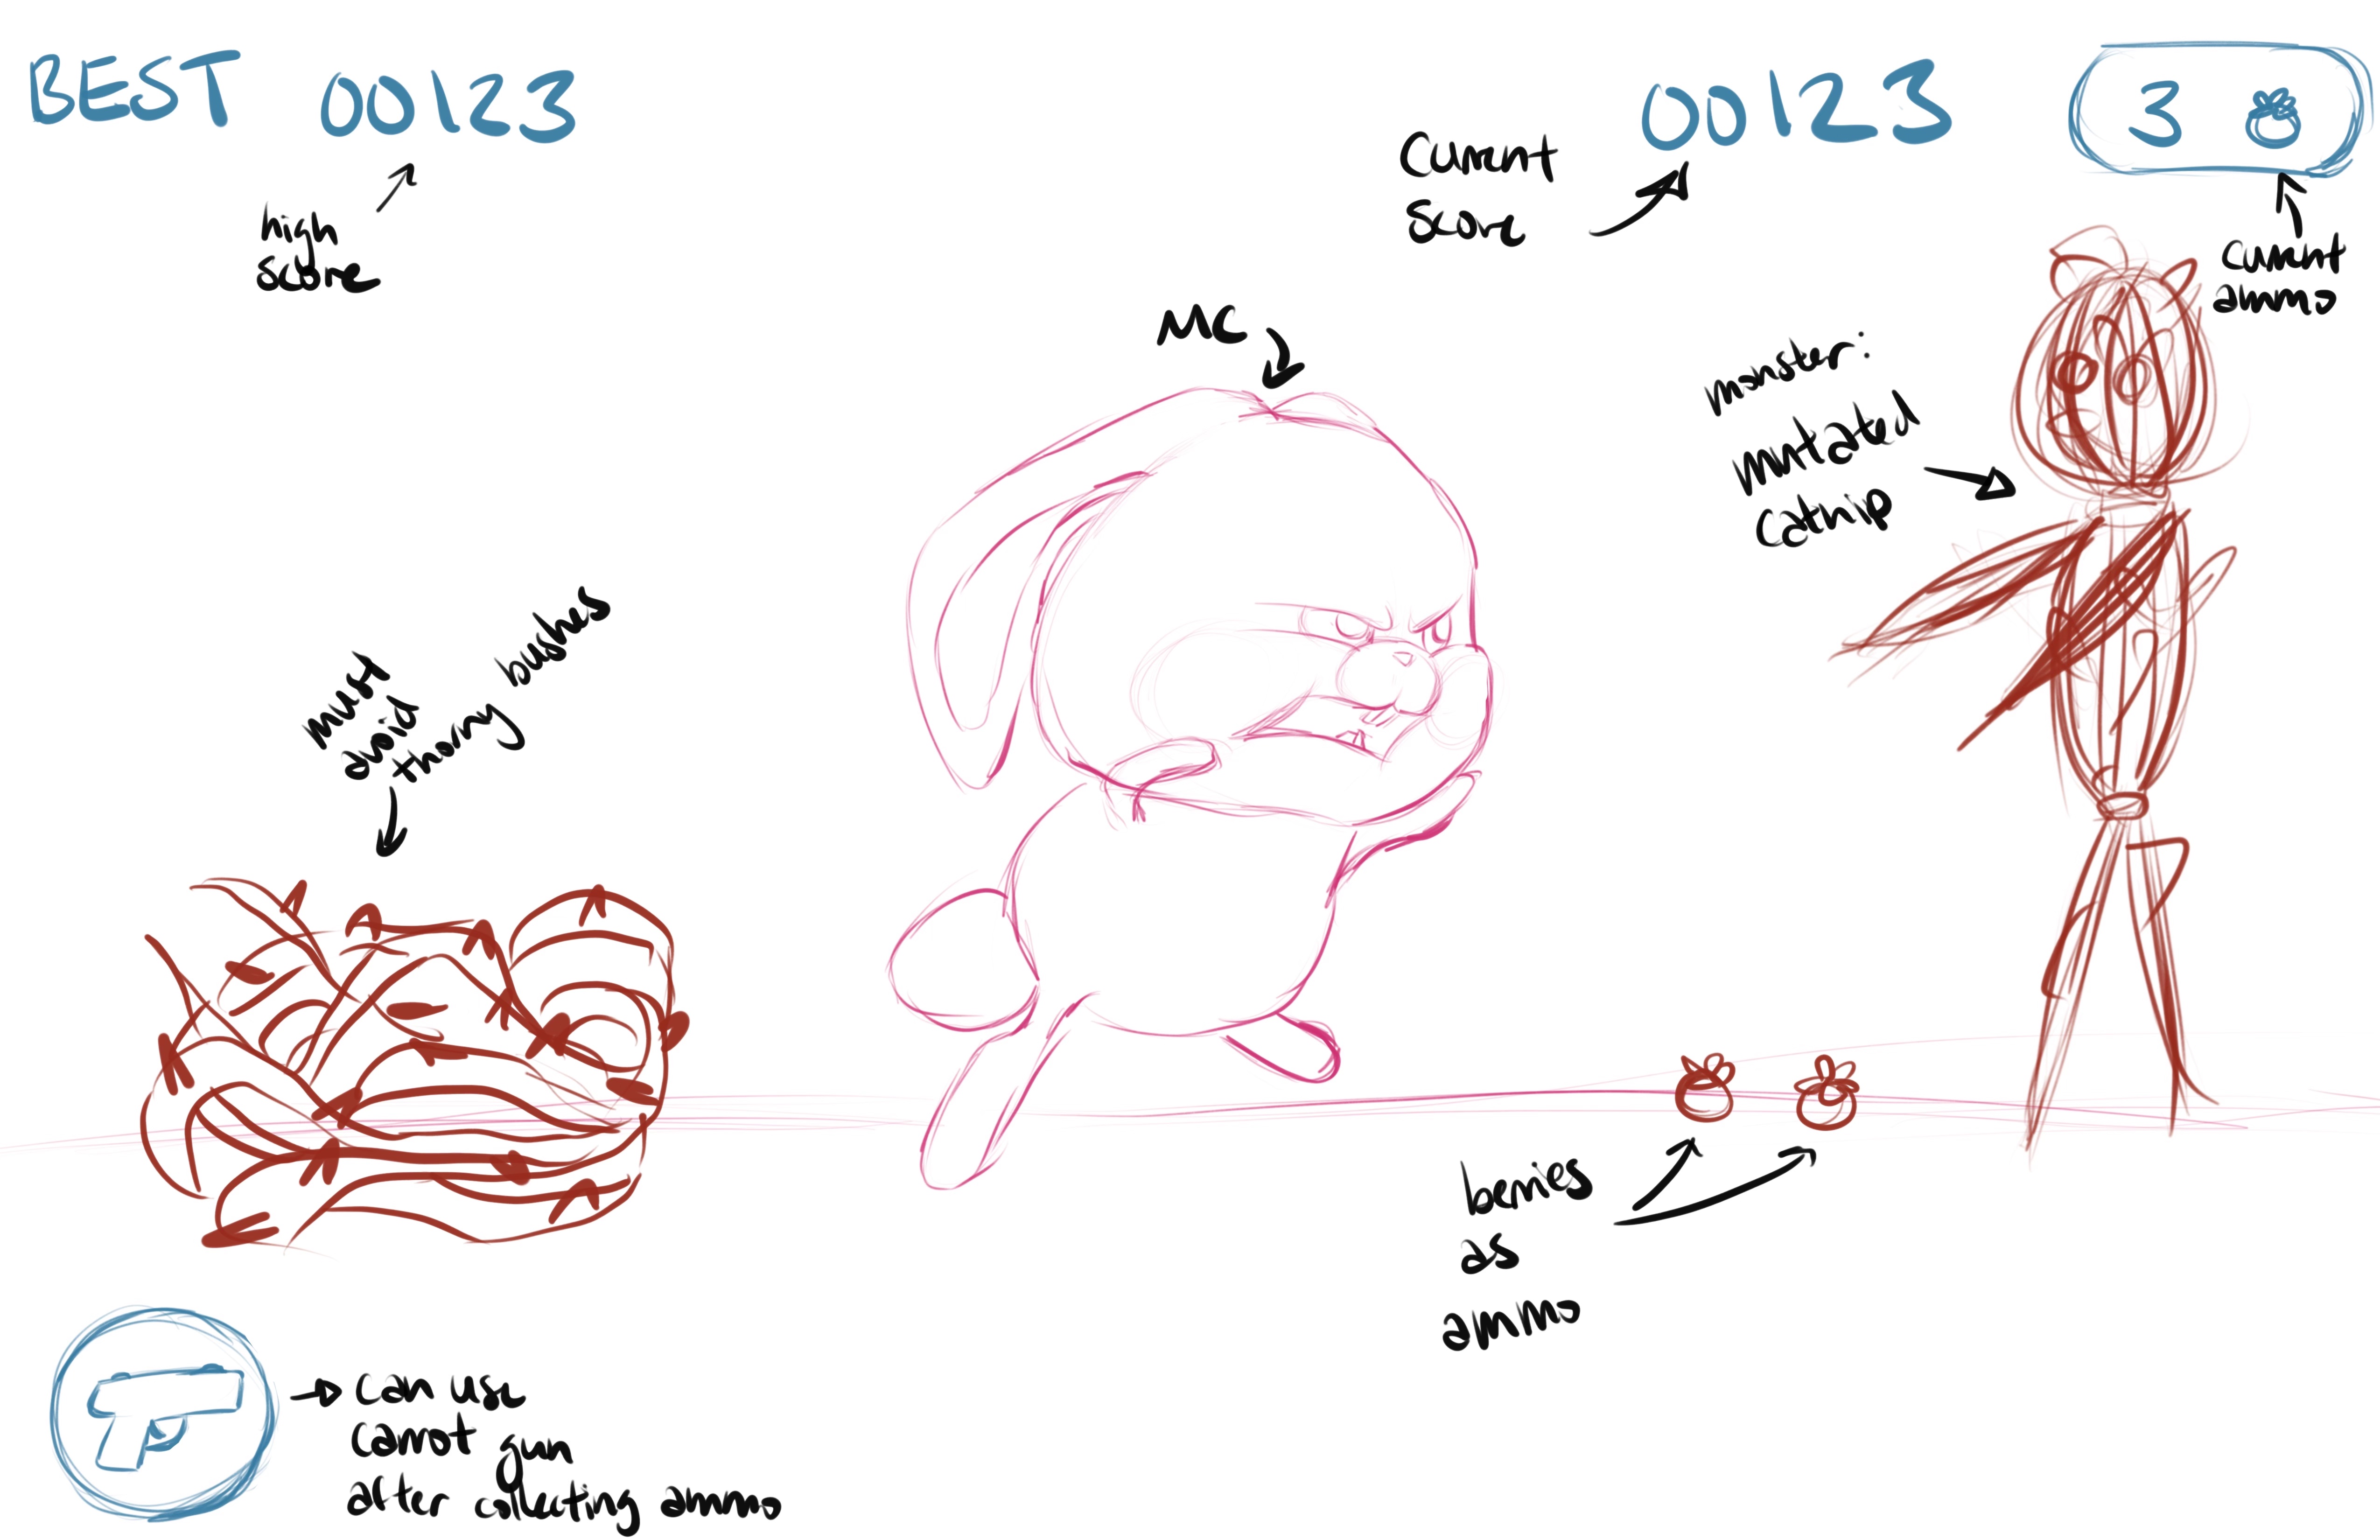 BEST 00123
00123
3
high
score
Current
score
current
ammo
MC
monster:
mutated
catnip
must
avoid
thorny bushes
berries
as
ammo
can use
carrot gun
after collecting ammo